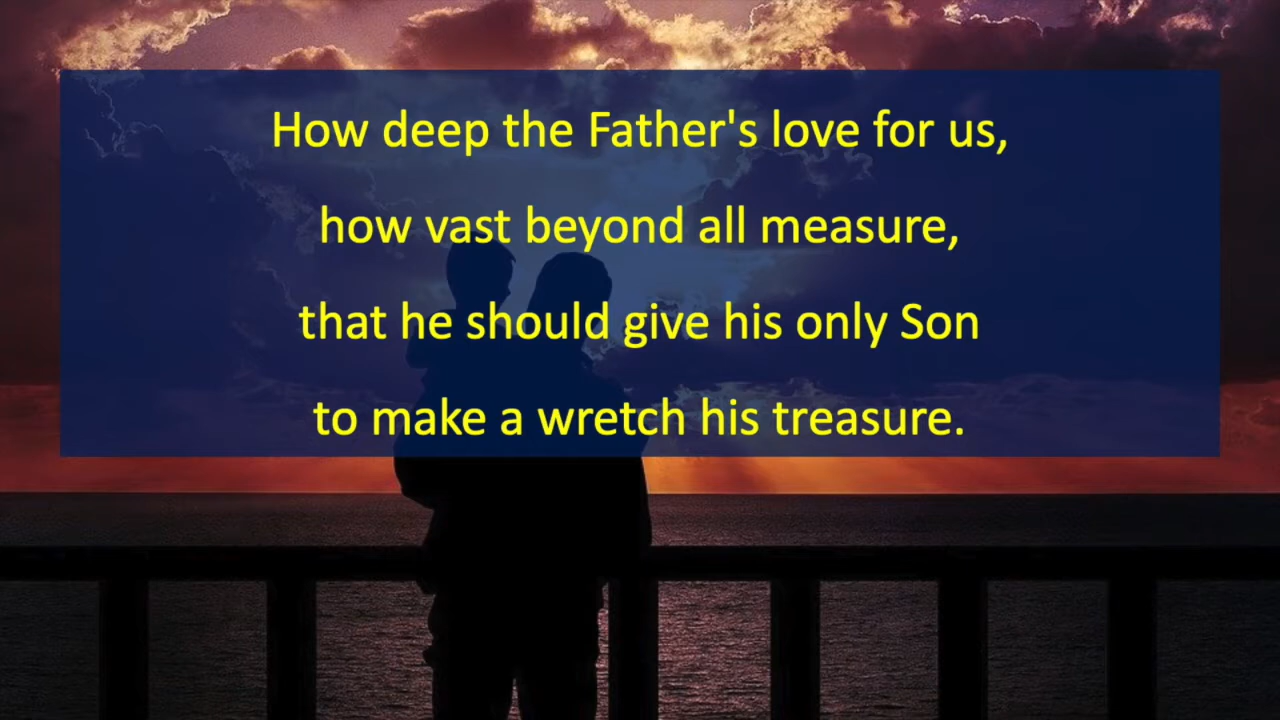 How deep the Father's love for us,
how vast beyond all measure,
that he should give his only Son
to make a wretch his treasure.